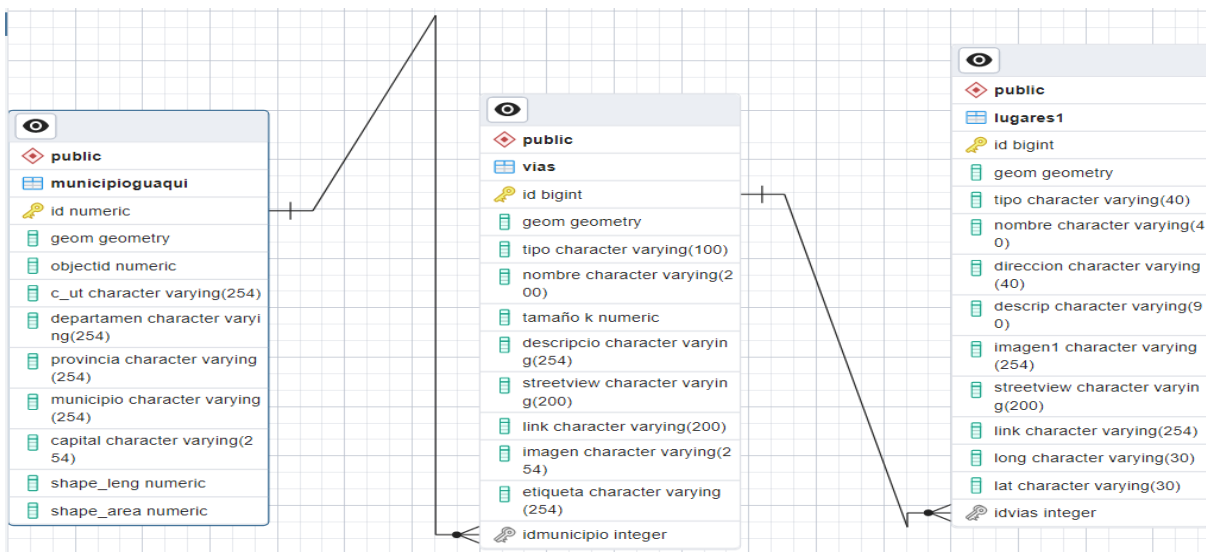 public
municipioguaqui
id numeric
geom geometry
objectid numeric
c_ut character varying(254)
departamen character varyi
ng(254)
provincia character varying
(254)
municipio character varying
(254)
capital character varying(2
54)
shape_leng numeric
shape_area numeric
public
vias
id bigint
geom geometry
tipo character varying(100)
nombre character varying(2
00)
tamaño k numeric
descripcio character varyin
g(254)
streetview character varyin
g(200)
link character varying(200)
imagen character varying(2
54)
etiqueta character varying
(254)
idmunicipio integer
public
lugares1
id bigint
geom geometry
tipo character varying(40)
nombre character varying(4
0)
direccion character varying
(40)
descrip character varying(9
0)
imagen1 character varying
(254)
streetview character varyin
g(200)
link character varying(254)
long character varying(30)
lat character varying(30)
idvias integer